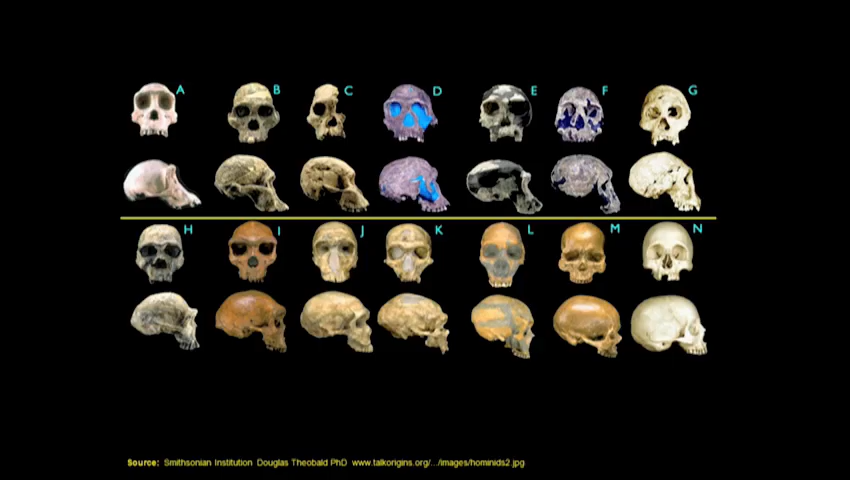 A B C D E F G
H I J K L M N
Source: Smithsonian Institution Douglas Theobald PhD www.talkorigins.org/.../images/hominids2.jpg